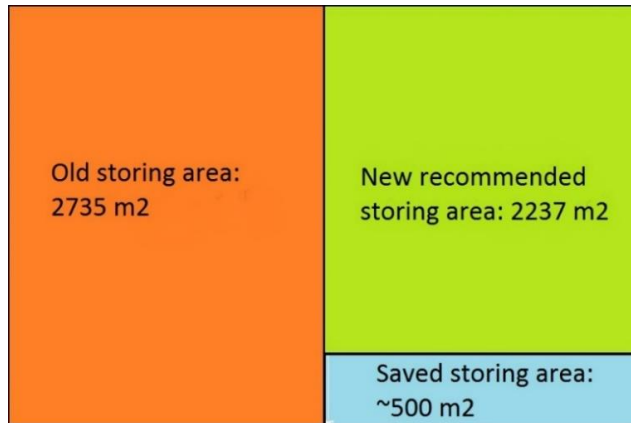 Old storing area:
2735 m2
New recommended
storing area: 2237 m2
Saved storing area:
~500 m2